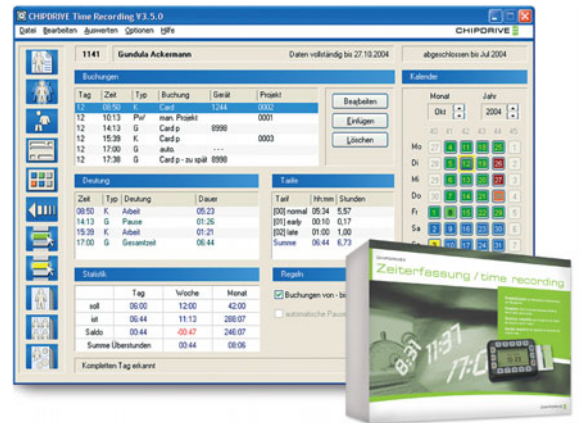 CHIPDRIVE Time Recording V3.5.0
Datei Bearbeiten Auswerten Optionen Hilfe
CHIPDRIVE
1141 Gundula Ackermann Daten vollständig bis 27.10.2004 abgeschlossen bis Jul 2004
Buchungen
Tag Zeit Typ Buchung Gerät Projekt
12 08:50 K Card 1244 0002
12 10:13 PW man. Projekt 0001
12 14:13 G Card p 8998
12 15:39 K Card p 0003
12 17:00 G auto. ---
12 17:38 G Card p - zu spät 8998
Bearbeiten
Einfügen
Löschen
Kalender
Monat Jahr
Okt 2004
40 41 42 43 44 45
Mo 27 4 11 18 25 1
Di 28 5 12 19 26 2
Mi 29 6 13 20 27 3
Do 30 7 14 21
Fr 1 8 15 22 29 5
Sa 2 9 16 23 30 6
10 17 24 31 7
Deutung
Zeit Typ Deutung Dauer
08:50 K Arbeit 05:23
14:13 G Pause 01:26
15:39 K Arbeit 01:21
17:00 G Gesamtzeit 06:44
Tarife
Tarif hh:mm Stunden
[00] normal 05:34 5,57
[01] early 00:10 0,17
[02] late 01:00 1,00
Summe 06:44 6,73
Statistik
Tag Woche Monat
soll 06:00 12:00 42:00
ist 06:44 11:13 288:07
Saldo 00:44 -00:47 246:07
Summe Überstunden 00:44 08:06
Regeln
Buchungen von - bi
automatische Pause
Kompletten Tag erkannt
CHIPDRIVE
Zeiterfassung / time recording
8:31 11:37 17:0
CHIPDRIVE